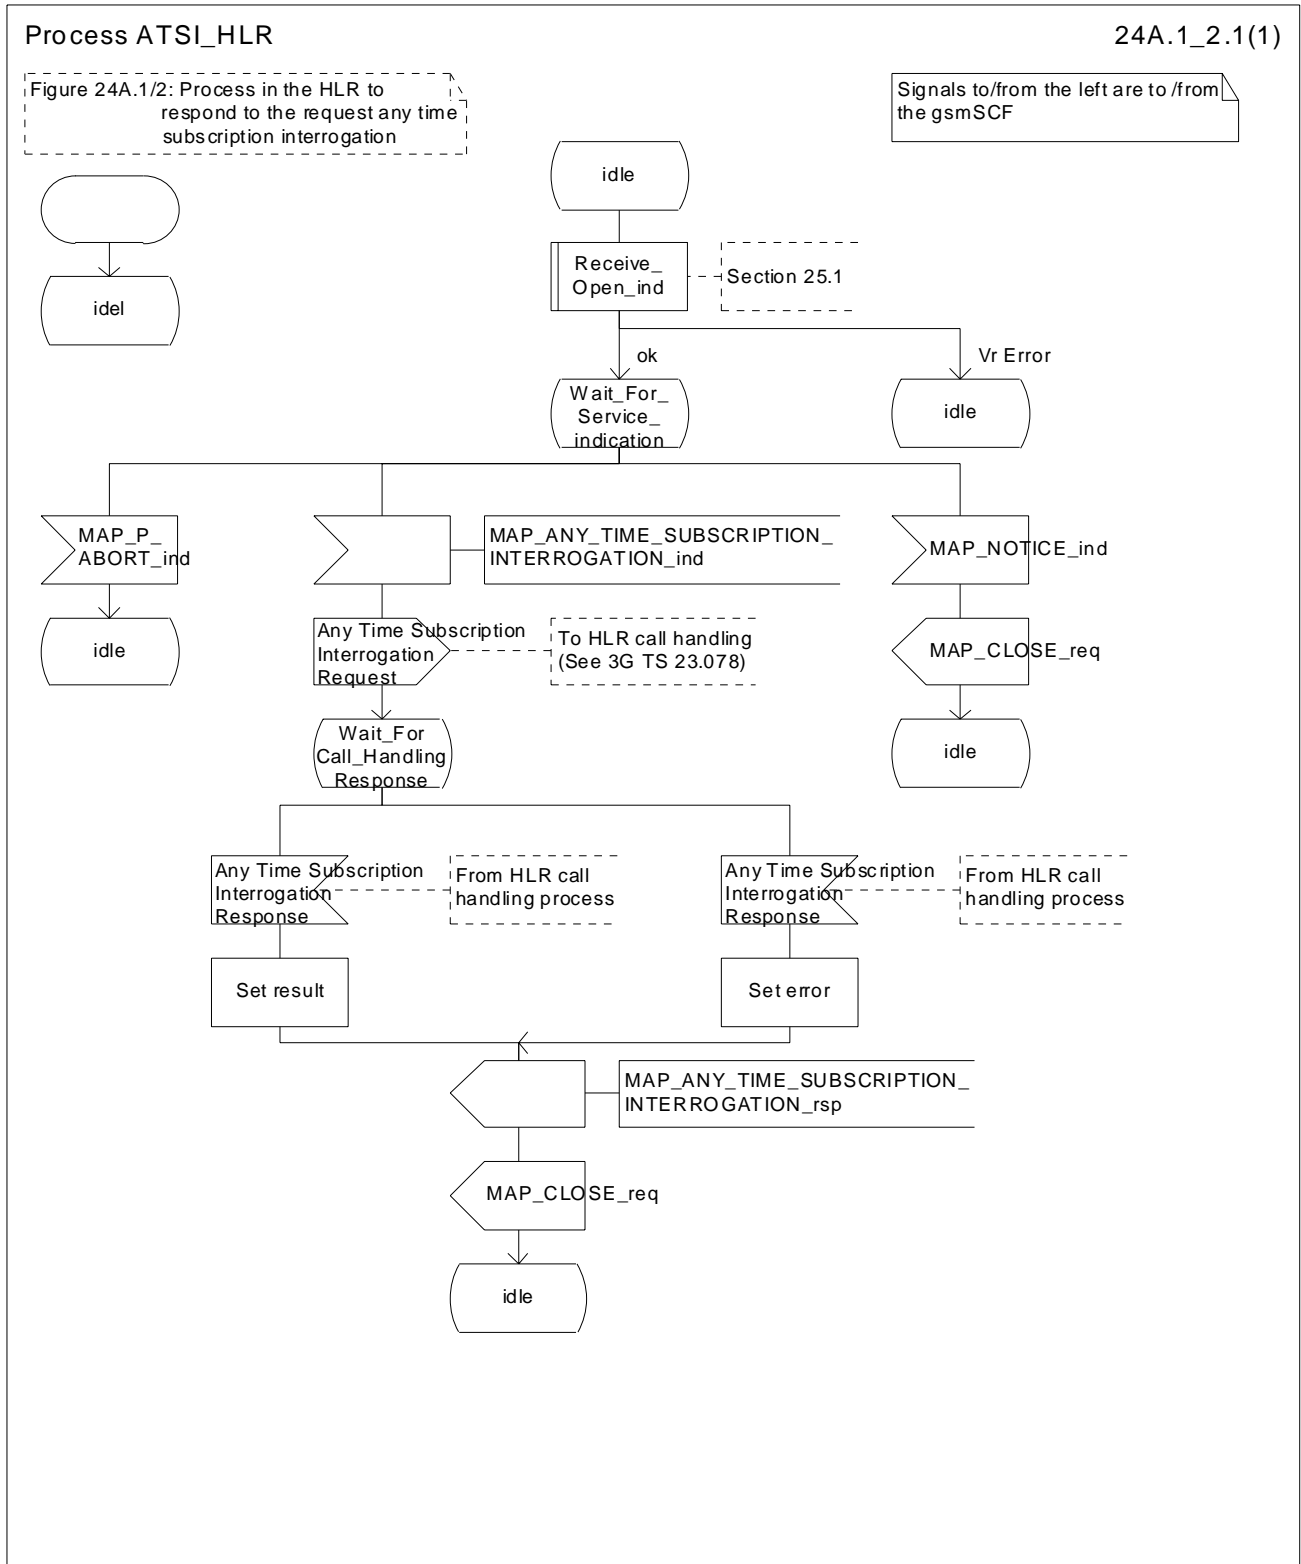 Process ATSI_HLR
24A.1_2.1(1)
Figure 24A.1/2: Process in the HLR to
respond to the request any time
subscription interrogation
Signals to/from the left are to /from
the gsmSCF
idle
idel
Receive_
Open_ind
Section 25.1
ok
Vr Error
Wait_For_
Service_
indication
idle
MAP_P_
ABORT_ind
MAP_ANY_TIME_SUBSCRIPTION_
INTERROGATION_ind
MAP_NOTICE_ind
idle
Any Time Subscription
Interrogation
Request
To HLR call handling
(See 3G TS 23.078)
MAP_CLOSE_req
Wait_For
Call_Handling
Response
idle
Any Time Subscription
Interrogation
Response
From HLR call
handling process
Any Time Subscription
Interrogation
Response
From HLR call
handling process
Set result
Set error
MAP_ANY_TIME_SUBSCRIPTION_
INTERROGATION_rsp
MAP_CLOSE_req
idle